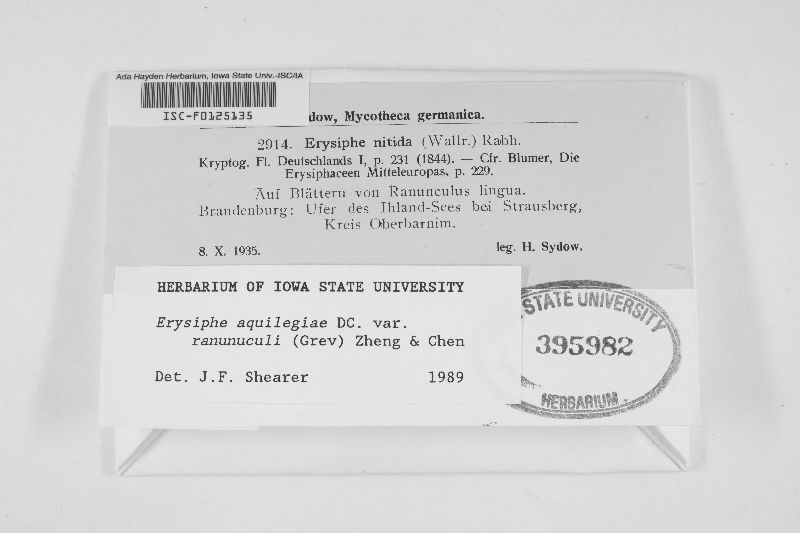 Ada Hayden Herbarium, Iowa State Univ.-ISC/IA
ISC-F0125135
dow, Mycotheca germanica.
2914. Erysiphe nitida (Wallr.) Rabh.
Kryptog. Fl. Deutschlands I, p. 231 (1844). — Cfr. Blumer, Die
Erysiphaceen Mitteleuropas, p. 229.
Auf Blättern von Ranunculus lingua.
Brandenburg: Ufer des Ihland-Sees bei Strausberg,
Kreis Oberbarnim.
8. X. 1935. leg. H. Sydow.
HERBARIUM OF IOWA STATE UNIVERSITY
Erysiphe aquilegiae DC. var.
ranunuculi (Grev) Zheng & Chen
Det. J.F. Shearer 1989
STATE UNIVERSITY
395982
HERBARIUM